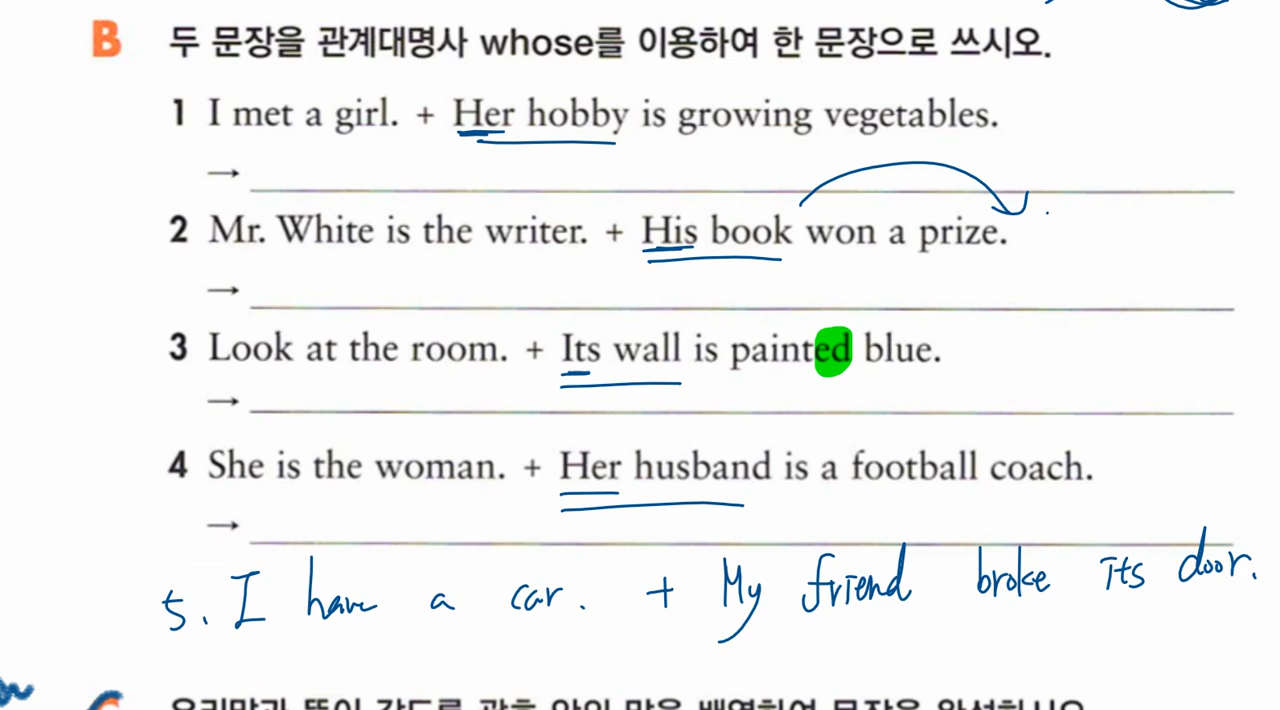 B 두 문장을 관계대명사 whose를 이용하여 한 문장으로 쓰시오.
1 I met a girl. + Her hobby is growing vegetables.
→
2 Mr. White is the writer. + His book won a prize.
→
3 Look at the room. + Its wall is painted blue.
→
4 She is the woman. + Her husband is a football coach.
→
5. I have a car. + My friend broke its door.